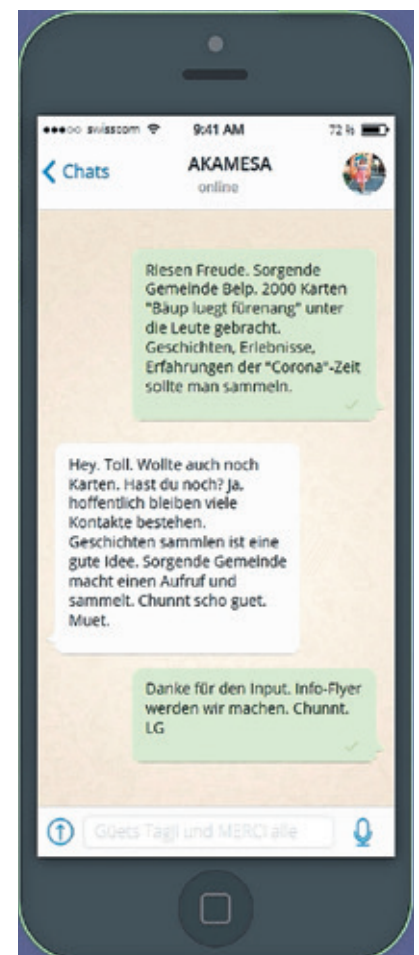 swisscom 9:41 AM 72 %
Chats AKAMESA
online
Riesen Freude. Sorgende
Gemeinde Belp. 2000 Karten
"Bäup luegt fürenang" unter
die Leute gebracht.
Geschichten, Erlebnisse,
Erfahrungen der "Corona"-Zeit
sollte man sammeln.
Hey. Toll. Wollte auch noch
Karten. Hast du noch? Ja,
hoffentlich bleiben viele
Kontakte bestehen.
Geschichten sammlen ist eine
gute Idee. Sorgende Gemeinde
macht einen Aufruf und
sammelt. Chunnt scho guet.
Muet.
Danke für den Input. Info-Flyer
werden wir machen. Chunnt.
LG
Güets Tagli und MERCI alle